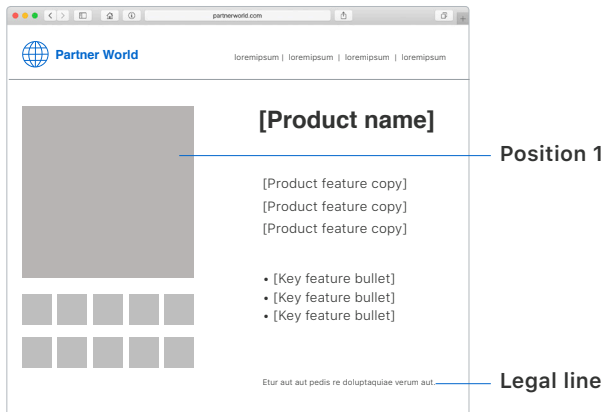 partnerworld.com
Partner World
loremipsum | loremipsum | loremipsum | loremipsum
[Product name]
Position 1
[Product feature copy]
[Product feature copy]
[Product feature copy]
• [Key feature bullet]
• [Key feature bullet]
• [Key feature bullet]
Etur aut aut pedis re doluptaquiae verum aut.
Legal line